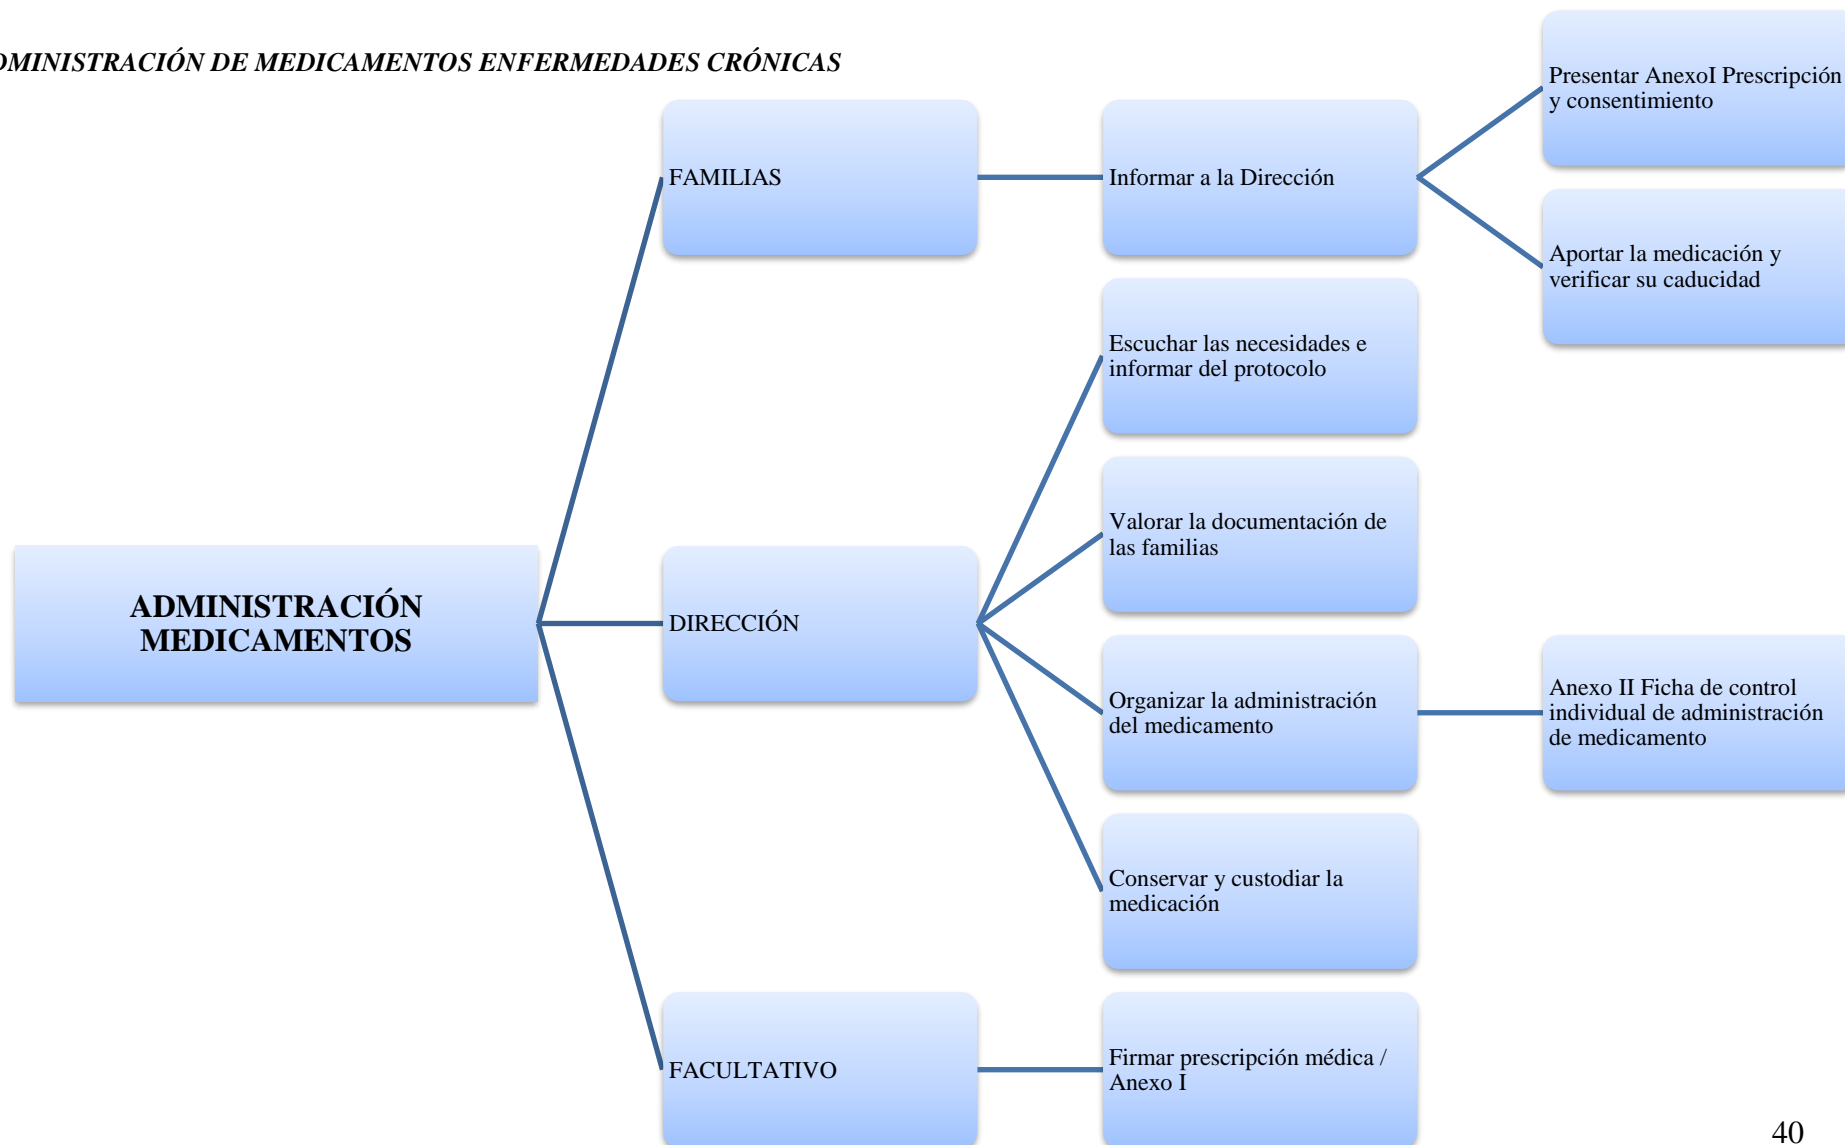 DMINISTRACIÓN DE MEDICAMENTOS ENFERMEDADES CRÓNICAS
ADMINISTRACIÓN
MEDICAMENTOS
FAMILIAS
Informar a la Dirección
Presentar AnexoI Prescripción
y consentimiento
Aportar la medicación y
verificar su caducidad
DIRECCIÓN
Escuchar las necesidades e
informar del protocolo
Valorar la documentación de
las familias
Organizar la administración
del medicamento
Anexo II Ficha de control
individual de administración
de medicamento
Conservar y custodiar la
medicación
FACULTATIVO
Firmar prescripción médica /
Anexo I
40